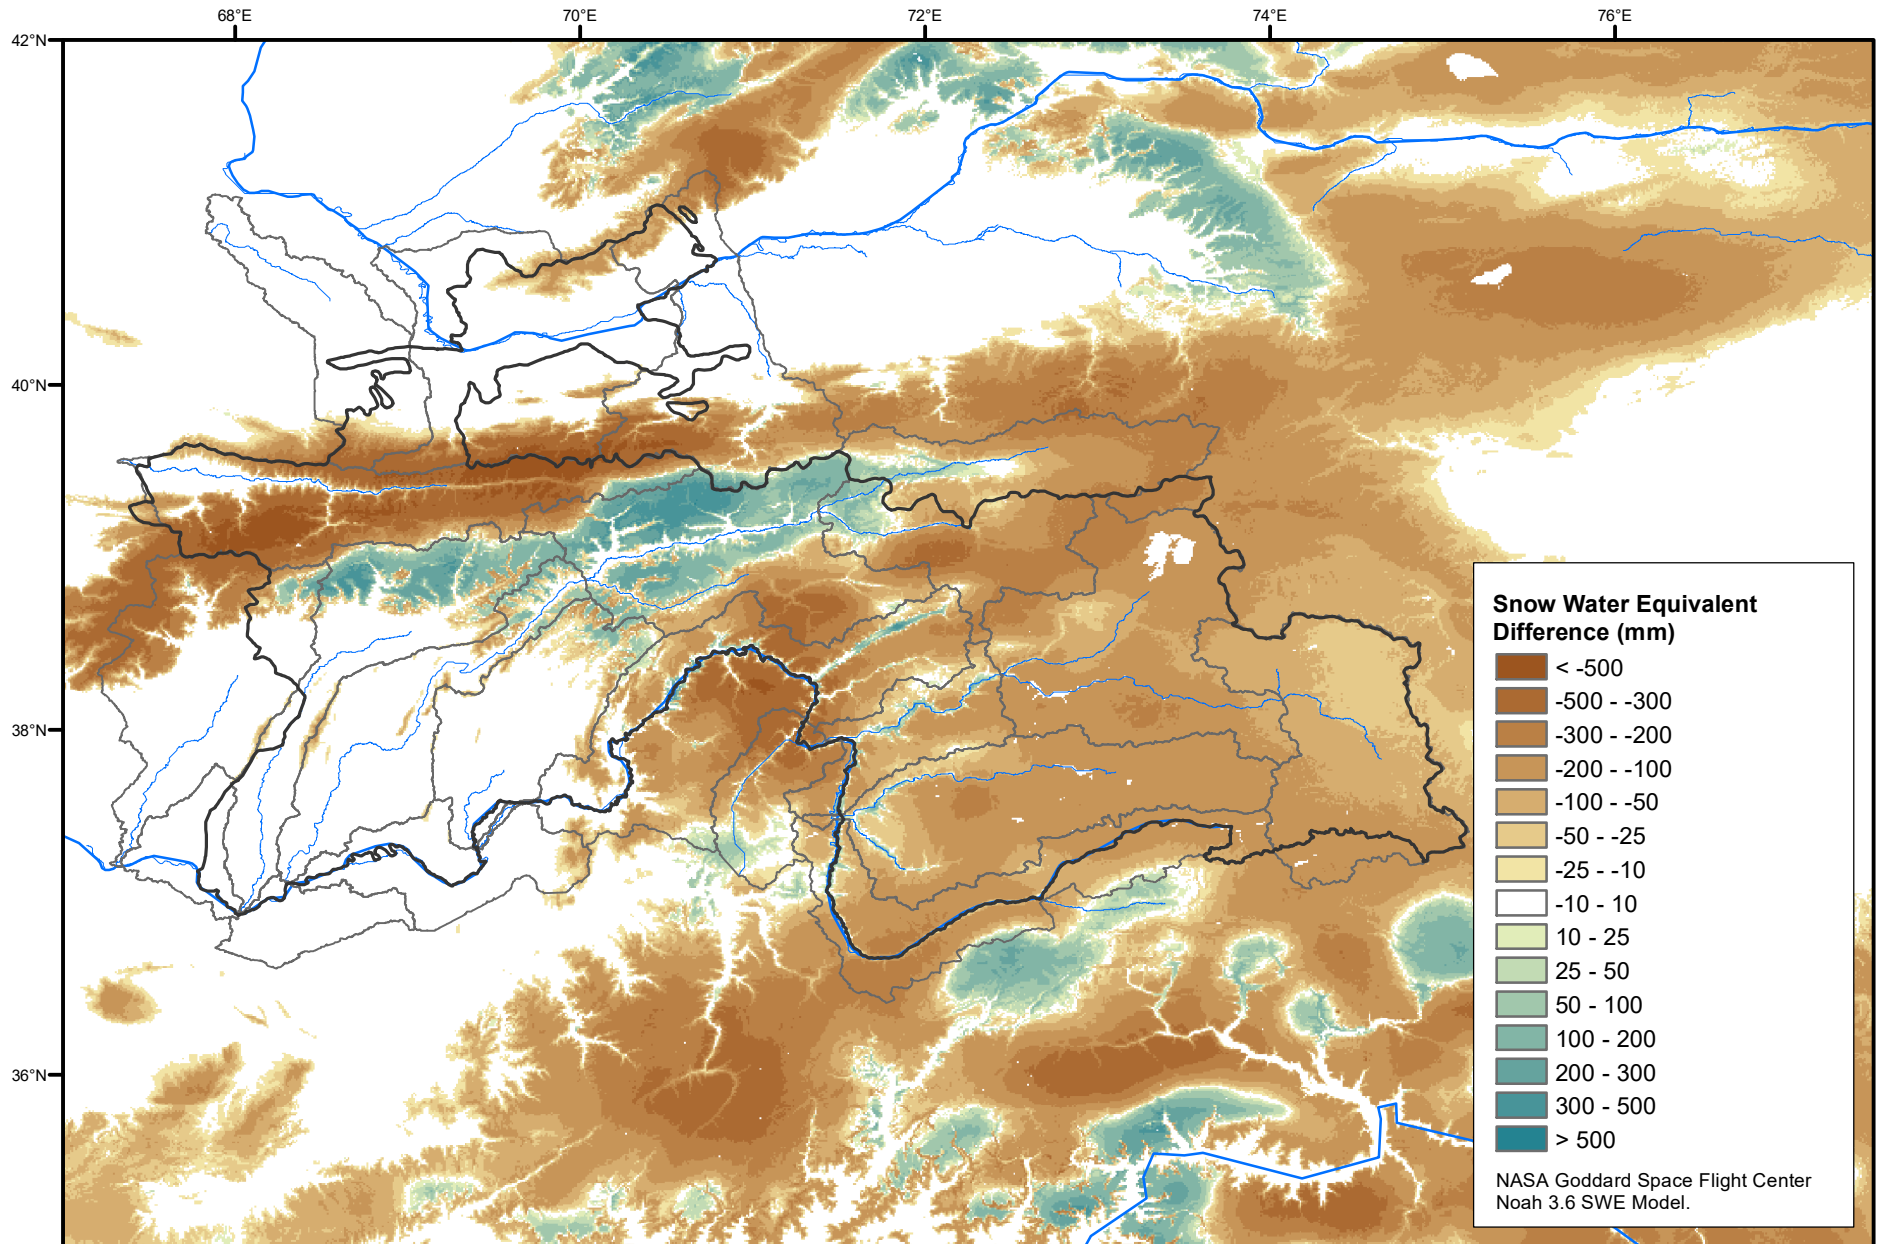 68°E
70°E
72°E
74°E
76°E
42°N
40°N
38°N
36°N
Snow Water Equivalent
Difference (mm)
< -500
-500 - -300
-300 - -200
-200 - -100
-100 - -50
-50 - -25
-25 - -10
-10 - 10
10 - 25
25 - 50
50 - 100
100 - 200
200 - 300
300 - 500
> 500
NASA Goddard Space Flight Center
Noah 3.6 SWE Model.